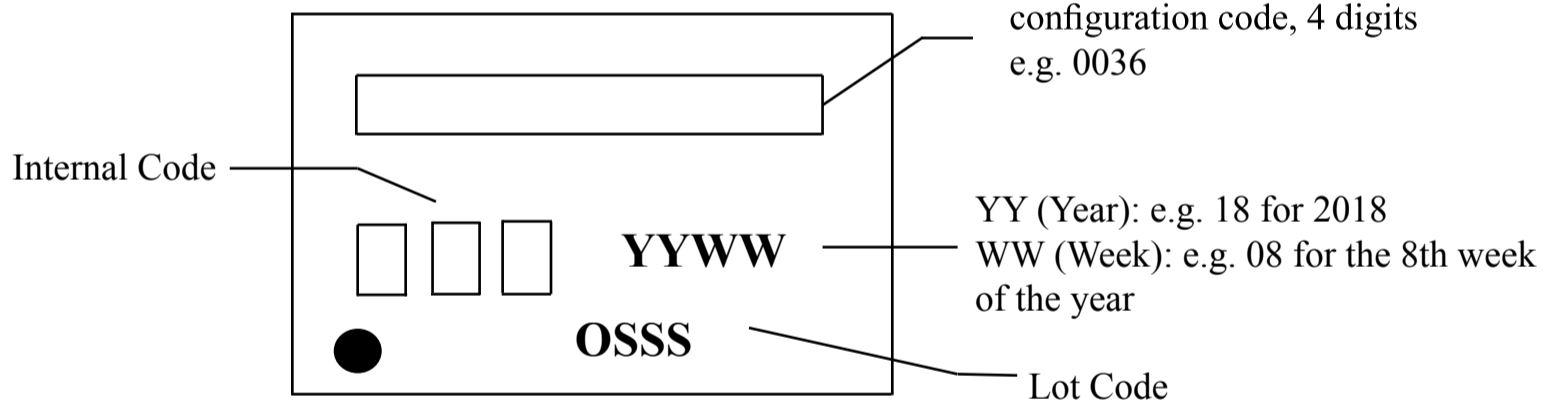 configuration code, 4 digits
e.g. 0036
Internal Code
YYWW
YY (Year): e.g. 18 for 2018
WW (Week): e.g. 08 for the 8th week
of the year
OSSS
Lot Code